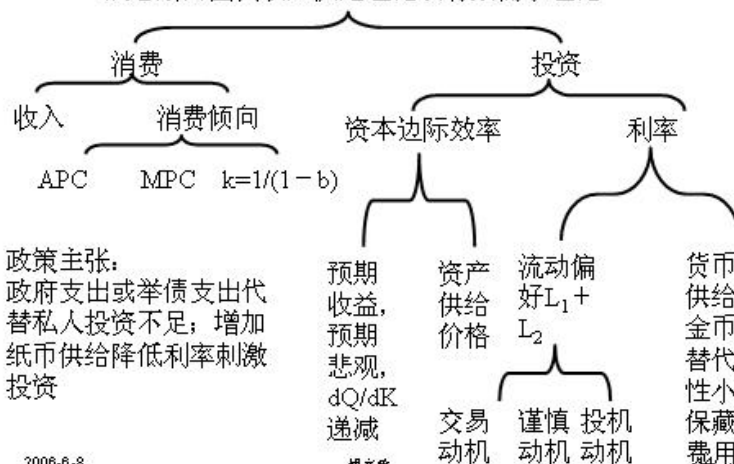 消费
投资
收入
消费倾向
资本边际效率
利率
APC
MPC
k=1/(1－b)
政策主张：
政府支出或举债支出代
替私人投资不足；增加
纸币供给降低利率刺激
投资
预期
收益，
预期
悲观，
dQ/dK
递减
资产
供给
价格
流动偏
好L₁＋
L₂
货币
供给
金币
替代
性小
保藏
费用
交易
动机
谨慎
动机
投机
动机
2006-6-8